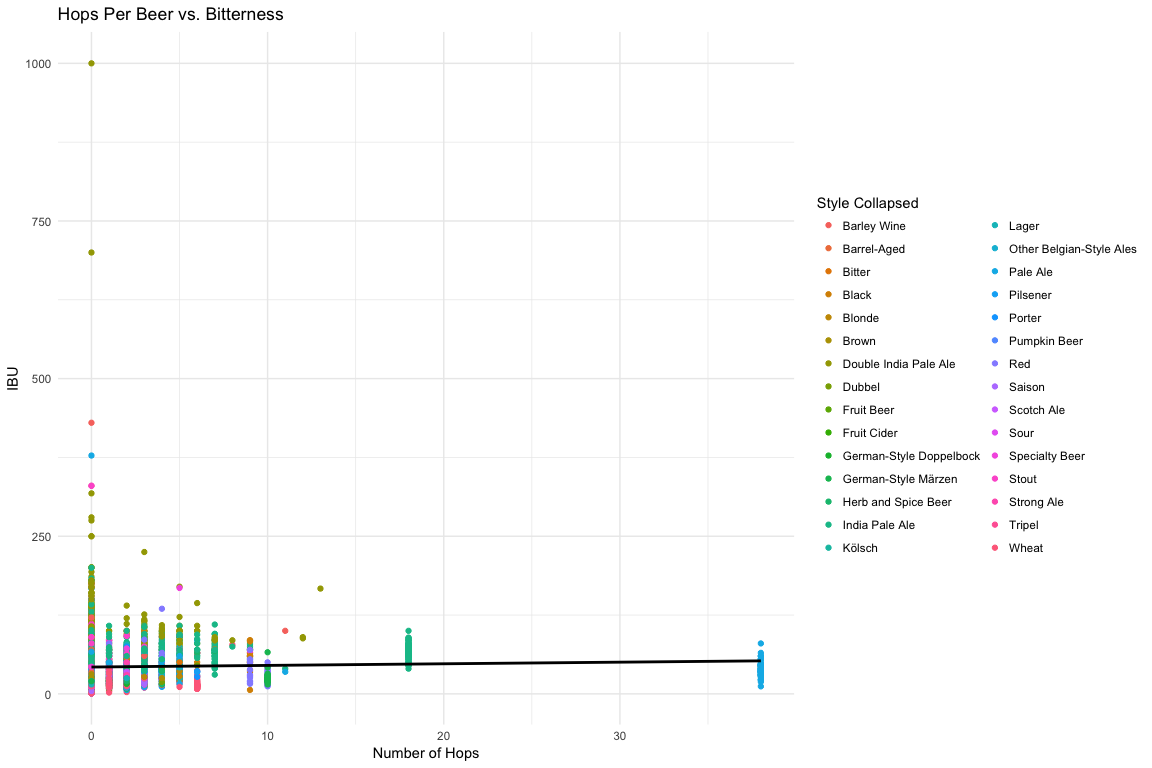 Hops Per Beer vs. Bitterness
1000
750
500
250
0
IBU
0
10
20
30
Number of Hops
Style Collapsed
Barley Wine
Barrel-Aged
Bitter
Black
Blonde
Brown
Double India Pale Ale
Dubbel
Fruit Beer
Fruit Cider
German-Style Doppelbock
German-Style Märzen
Herb and Spice Beer
India Pale Ale
Kölsch
Lager
Other Belgian-Style Ales
Pale Ale
Pilsener
Porter
Pumpkin Beer
Red
Saison
Scotch Ale
Sour
Specialty Beer
Stout
Strong Ale
Tripel
Wheat